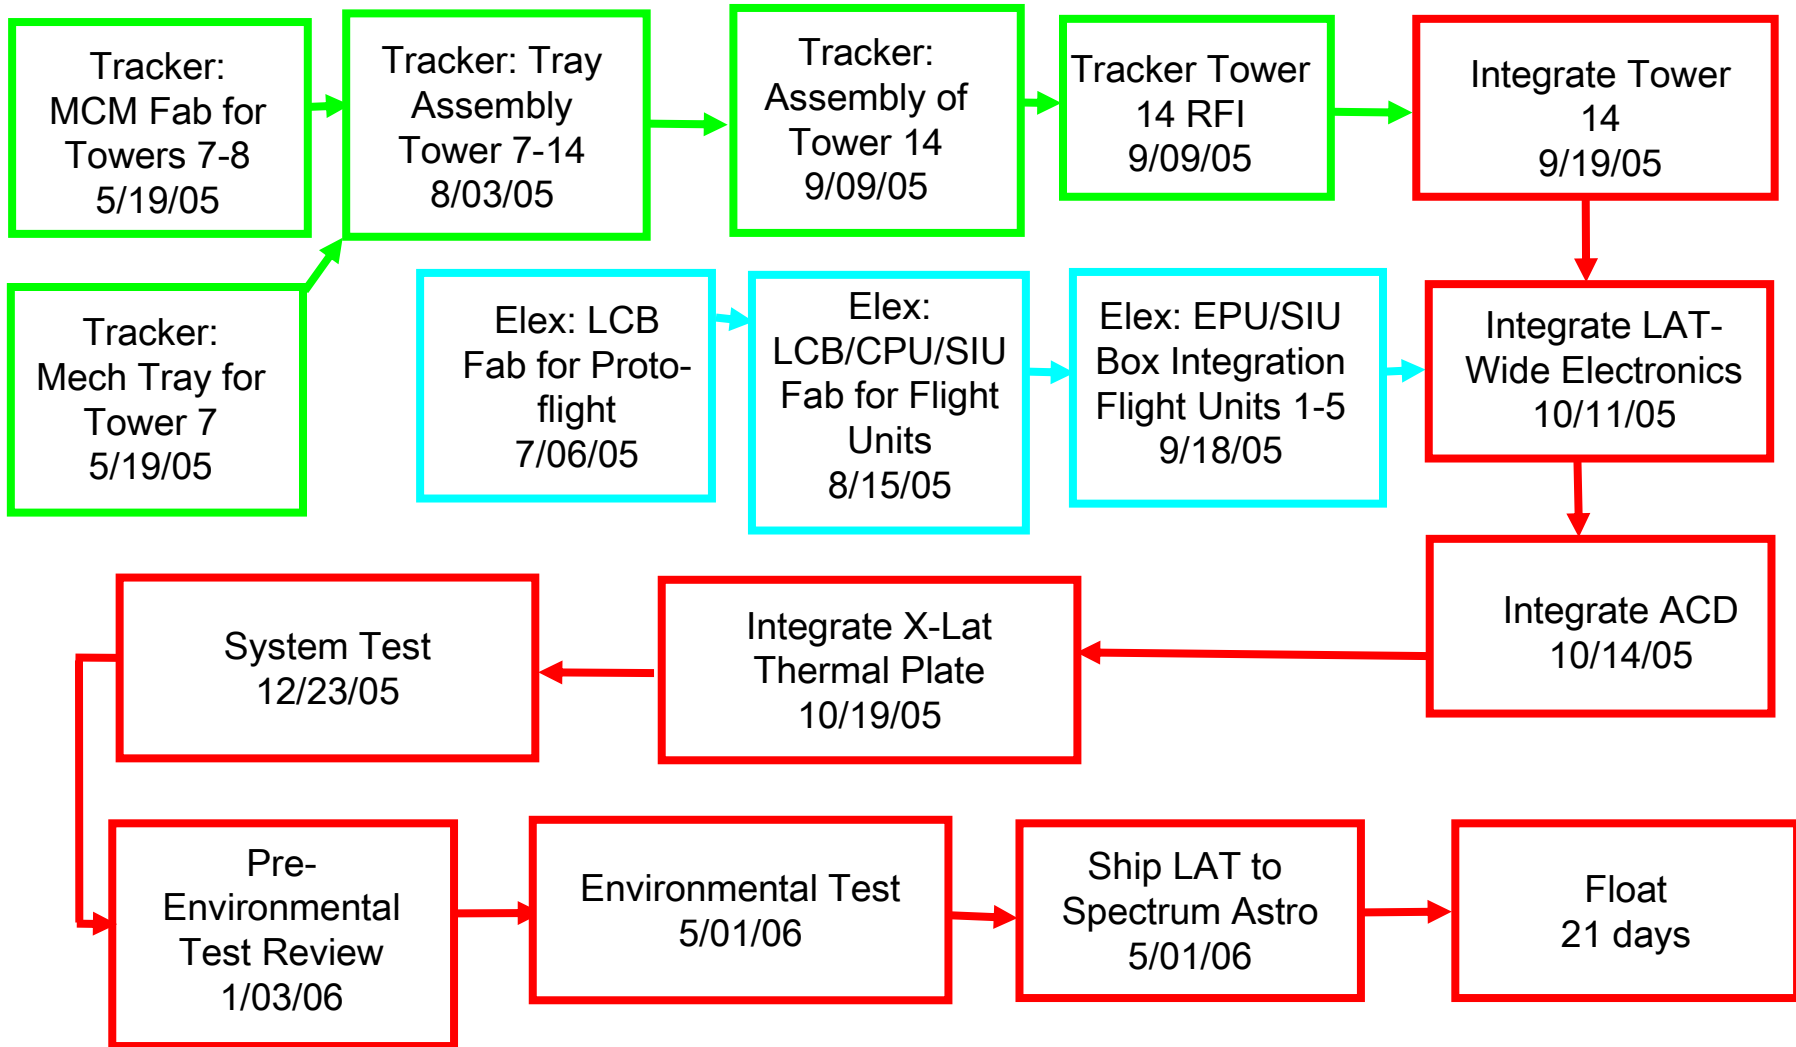 Tracker:
MCM Fab for
Towers 7-8
5/19/05
Tracker: Tray
Assembly
Tower 7-14
8/03/05
Tracker:
Assembly of
Tower 14
9/09/05
Tracker Tower
14 RFI
9/09/05
Integrate Tower
14
9/19/05
Tracker:
Mech Tray for
Tower 7
5/19/05
Elex: LCB
Fab for Proto-
flight
7/06/05
Elex:
LCB/CPU/SIU
Fab for Flight
Units
8/15/05
Elex: EPU/SIU
Box Integration
Flight Units 1-5
9/18/05
Integrate LAT-
Wide Electronics
10/11/05
System Test
12/23/05
Integrate X-Lat
Thermal Plate
10/19/05
Integrate ACD
10/14/05
Pre-
Environmental
Test Review
1/03/06
Environmental Test
5/01/06
Ship LAT to
Spectrum Astro
5/01/06
Float
21 days